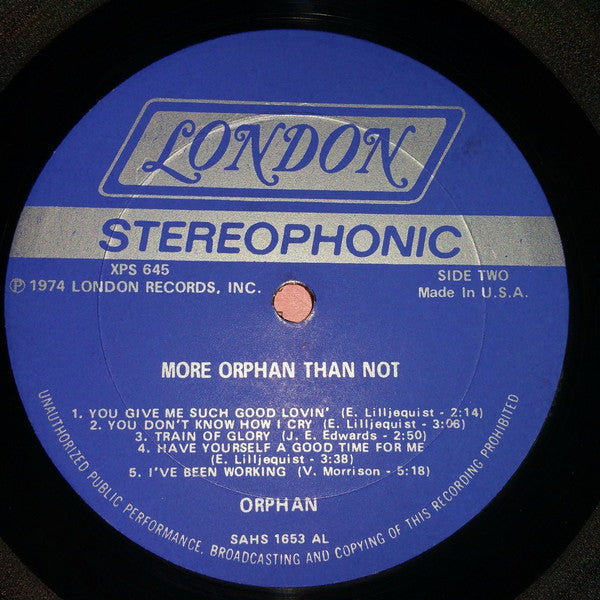 LONDON
STEREOPHONIC
XPS 645
SIDE TWO
℗ 1974 LONDON RECORDS, INC.
Made In U.S.A.
MORE ORPHAN THAN NOT
1. YOU GIVE ME SUCH GOOD LOVIN' (E. Lilljequist - 2:14)
2. YOU DON'T KNOW HOW I CRY (E. Lilljequist - 3:06)
3. TRAIN OF GLORY (J. E. Edwards - 2:50)
4. HAVE YOURSELF A GOOD TIME FOR ME
(E. Lilljequist - 3:38)
5. I'VE BEEN WORKING (V. Morrison - 5:18)
ORPHAN
SAHS 1653 AL
UNAUTHORIZED PUBLIC PERFORMANCE, BROADCASTING AND COPYING OF THIS RECORDING PROHIBITED